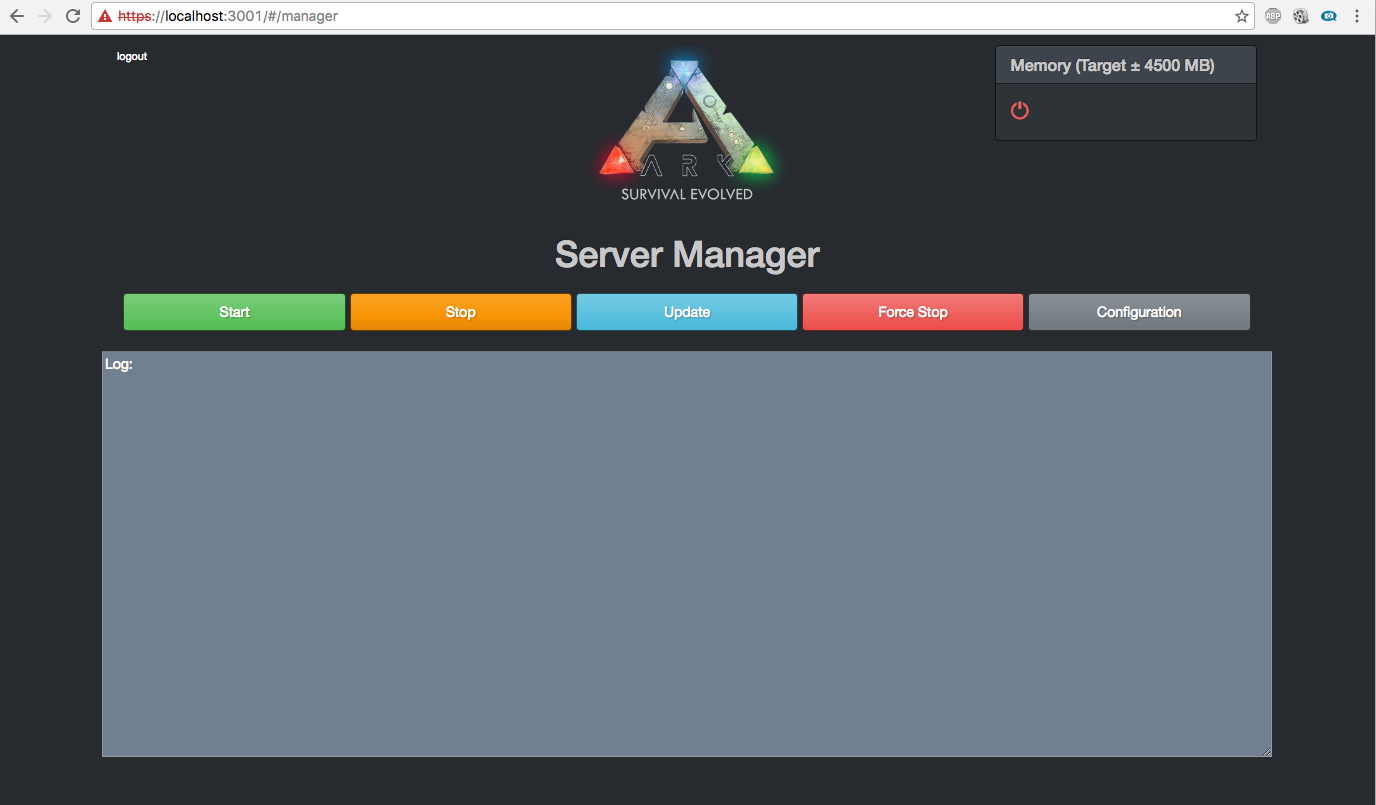 https://localhost:3001/#/manager
ABP
logout
ARK
SURVIVAL EVOLVED
Memory (Target ± 4500 MB)
Server Manager
Start
Stop
Update
Force Stop
Configuration
Log: